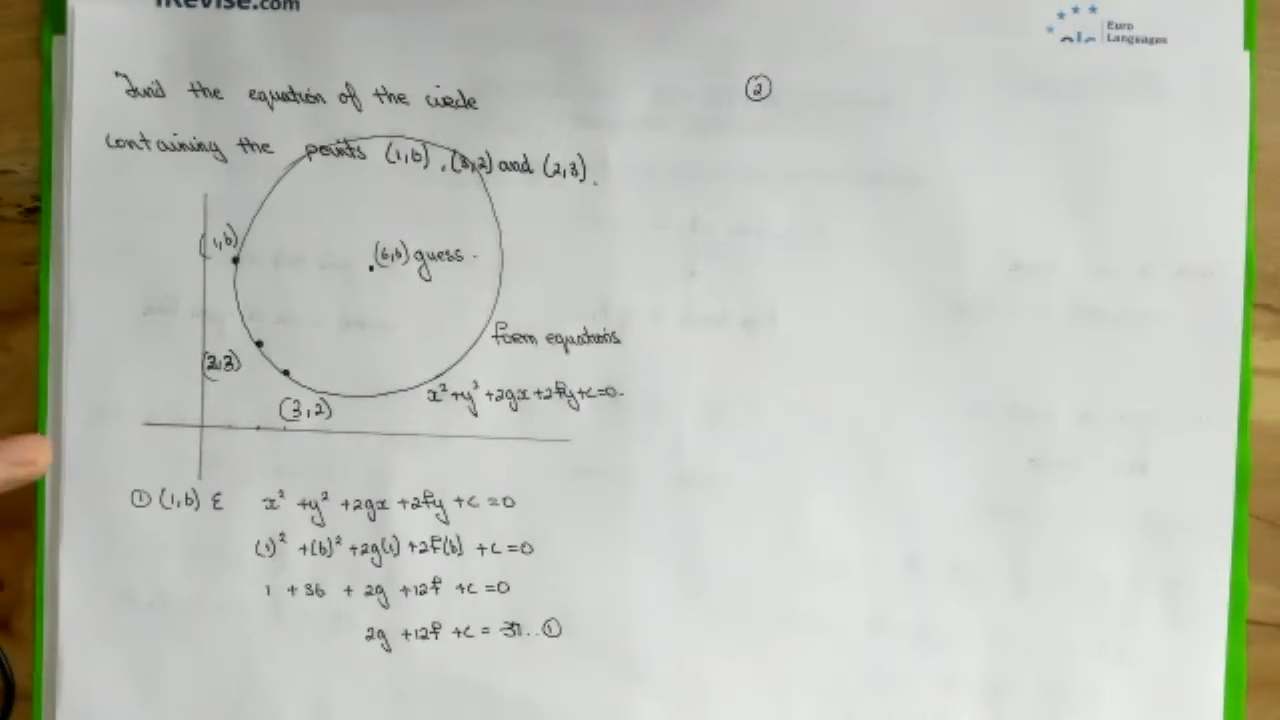 iRevise.com
Euro
Languages
Find the equation of the circle
containing the points (1,6), (3,2) and (2,3).
②
(1,6)
(6,6) guess.
form equations
(2,3)
x² + y² + 2gx + 2fy + c = 0.
(3,2)
① (1,6) ε x² + y² + 2gx + 2fy + c = 0
(1)² + (6)² + 2g(1) + 2f(6) + c = 0
1 + 36 + 2g + 12f + c = 0
2g + 12f + c = -37..①